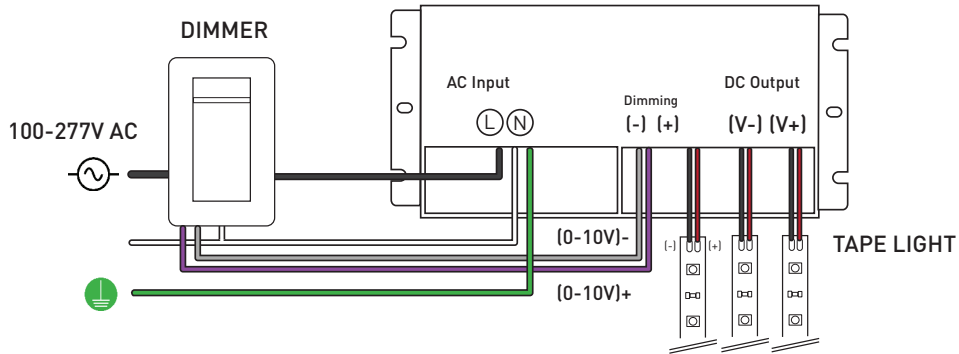 DIMMER
AC Input
DC Output
Dimming
100-277V AC
L N
(-) (+)
(V-) (V+)
(0-10V)-
(-) (+)
TAPE LIGHT
(0-10V)+